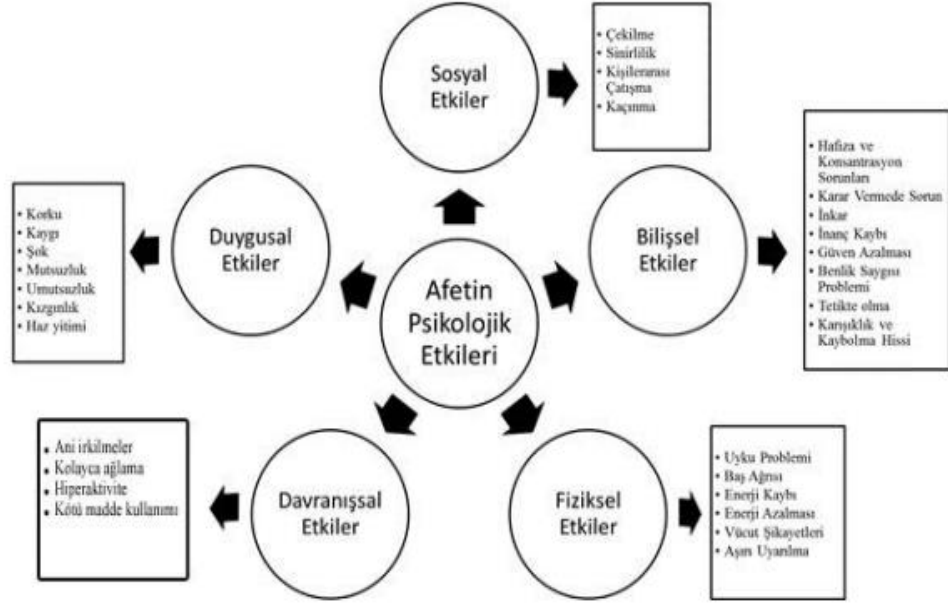 Sosyal
Etkiler
• Çekilme
• Sinirlilik
• Kişilerarası
Çatışma
• Kaçınma
Bilişsel
Etkiler
• Hafıza ve
Konsantrasyon
Sorunları
• Karar Vermede Sorun
• İnkar
• İnanç Kaybı
• Güven Azalması
• Benlik Saygısı
Problemi
• Tetikte olma
• Karışıklık ve
Kaybolma Hissi
Duygusal
Etkiler
• Korku
• Kaygı
• Şok
• Mutsuzluk
• Umutsuzluk
• Kızgınlık
• Haz yitimi
Afetin
Psikolojik
Etkileri
Davranışsal
Etkiler
• Ani irkilmeler
• Kolayca ağlama
• Hiperaktivite
• Kötü madde kullanımı
Fiziksel
Etkiler
• Uyku Problemi
• Baş Ağrısı
• Enerji Kaybı
• Enerji Azalması
• Vücut Şikayetleri
• Aşırı Uyarılma